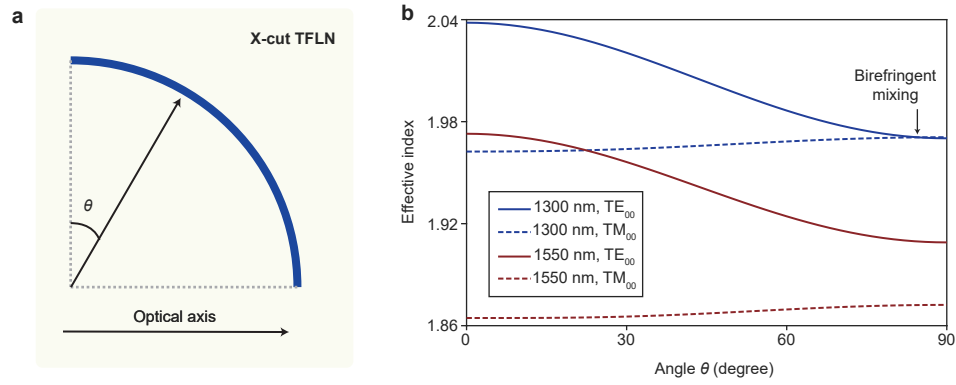 a
X-cut TFLN
θ
Optical axis
b
Effective index
2.04
1.98
1.92
1.86
Birefringent
mixing
1300 nm, TE₀₀
1300 nm, TM₀₀
1550 nm, TE₀₀
1550 nm, TM₀₀
0
30
60
90
Angle θ (degree)